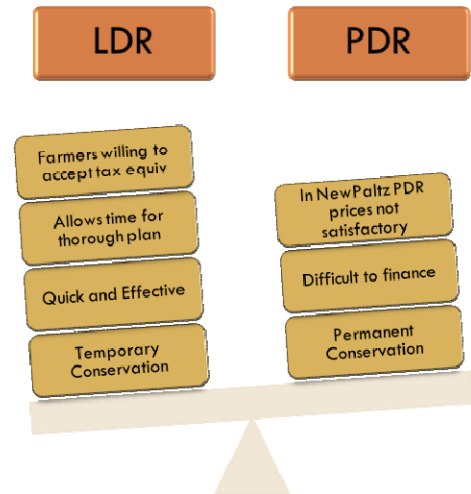 LDR
PDR
Farmers willing to
accept tax equiv
Allows time for
thorough plan
Quick and Effective
Temporary
Conservation
In NewPaltz PDR
prices not
satisfactory
Difficult to finance
Permanent
Conservation